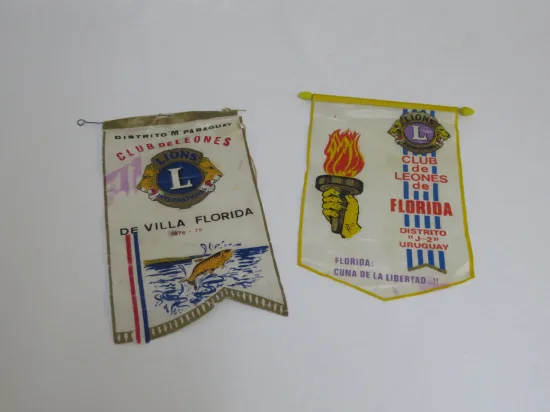 DISTRITO "M" PARAGUAY
CLUB DE LEONES
LIONS
L
INTERNATIONAL
DE VILLA FLORIDA
LIONS
L
CLUB
de
LEONES
de
FLORIDA
DISTRITO
"J-2"
URUGUAY
FLORIDA:
CUNA DE LA LIBERTAD...!!